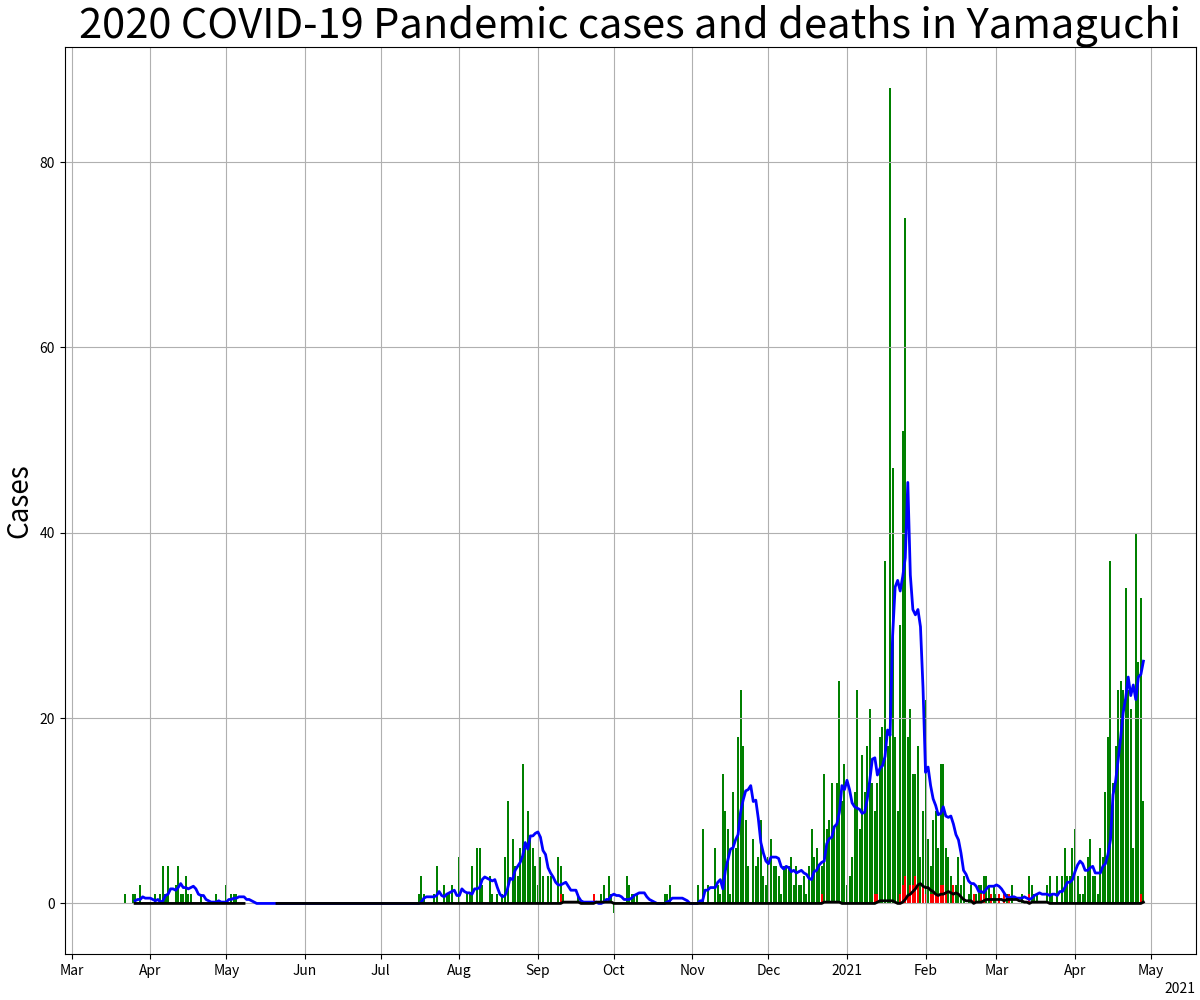 2020 COVID-19 Pandemic cases and deaths in Yamaguchi
Cases
80
60
40
20
0
Mar Apr May Jun Jul Aug Sep Oct Nov Dec 2021 Feb Mar Apr May
2021